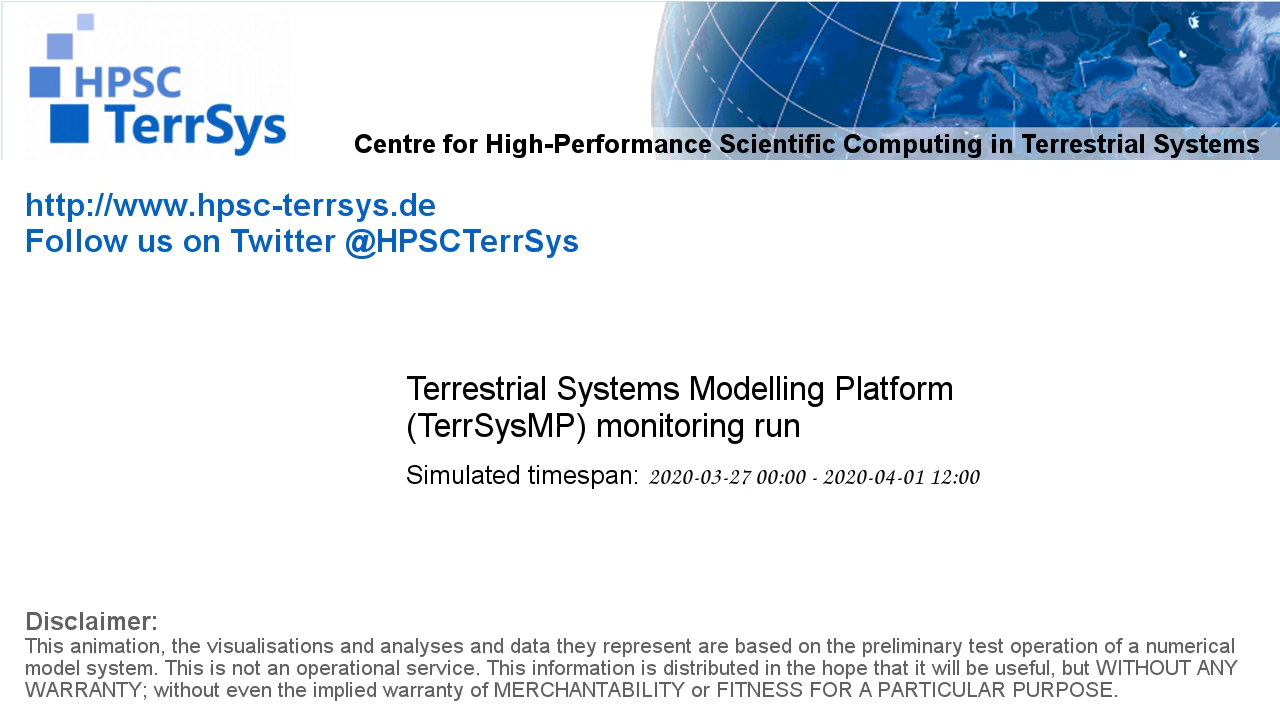 HPSC
TerrSys
Centre for High-Performance Scientific Computing in Terrestrial Systems
http://www.hpsc-terrsys.de
Follow us on Twitter @HPSCTerrSys
Terrestrial Systems Modelling Platform
(TerrSysMP) monitoring run
Simulated timespan: 2020-03-27 00:00 - 2020-04-01 12:00
Disclaimer:
This animation, the visualisations and analyses and data they represent are based on the preliminary test operation of a numerical
model system. This is not an operational service. This information is distributed in the hope that it will be useful, but WITHOUT ANY
WARRANTY; without even the implied warranty of MERCHANTABILITY or FITNESS FOR A PARTICULAR PURPOSE.